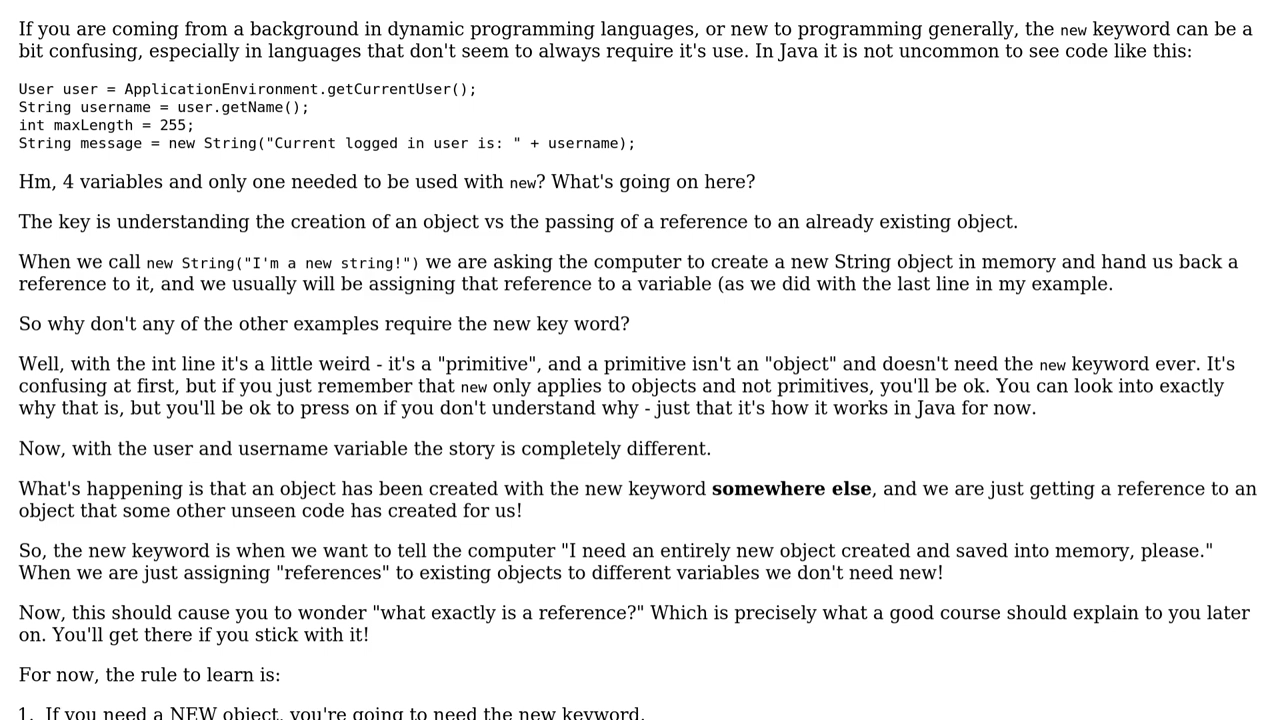 If you are coming from a background in dynamic programming languages, or new to programming generally, the new keyword can be a
bit confusing, especially in languages that don't seem to always require it's use. In Java it is not uncommon to see code like this:
User user = ApplicationEnvironment.getCurrentUser();
String username = user.getName();
int maxLength = 255;
String message = new String("Current logged in user is: " + username);
Hm, 4 variables and only one needed to be used with new? What's going on here?
The key is understanding the creation of an object vs the passing of a reference to an already existing object.
When we call new String("I'm a new string!") we are asking the computer to create a new String object in memory and hand us back a
reference to it, and we usually will be assigning that reference to a variable (as we did with the last line in my example.
So why don't any of the other examples require the new key word?
Well, with the int line it's a little weird - it's a "primitive", and a primitive isn't an "object" and doesn't need the new keyword ever. It's
confusing at first, but if you just remember that new only applies to objects and not primitives, you'll be ok. You can look into exactly
why that is, but you'll be ok to press on if you don't understand why - just that it's how it works in Java for now.
Now, with the user and username variable the story is completely different.
What's happening is that an object has been created with the new keyword somewhere else, and we are just getting a reference to an
object that some other unseen code has created for us!
So, the new keyword is when we want to tell the computer "I need an entirely new object created and saved into memory, please."
When we are just assigning "references" to existing objects to different variables we don't need new!
Now, this should cause you to wonder "what exactly is a reference?" Which is precisely what a good course should explain to you later
on. You'll get there if you stick with it!
For now, the rule to learn is:
1. If you need a NEW object, you're going to need the new keyword.